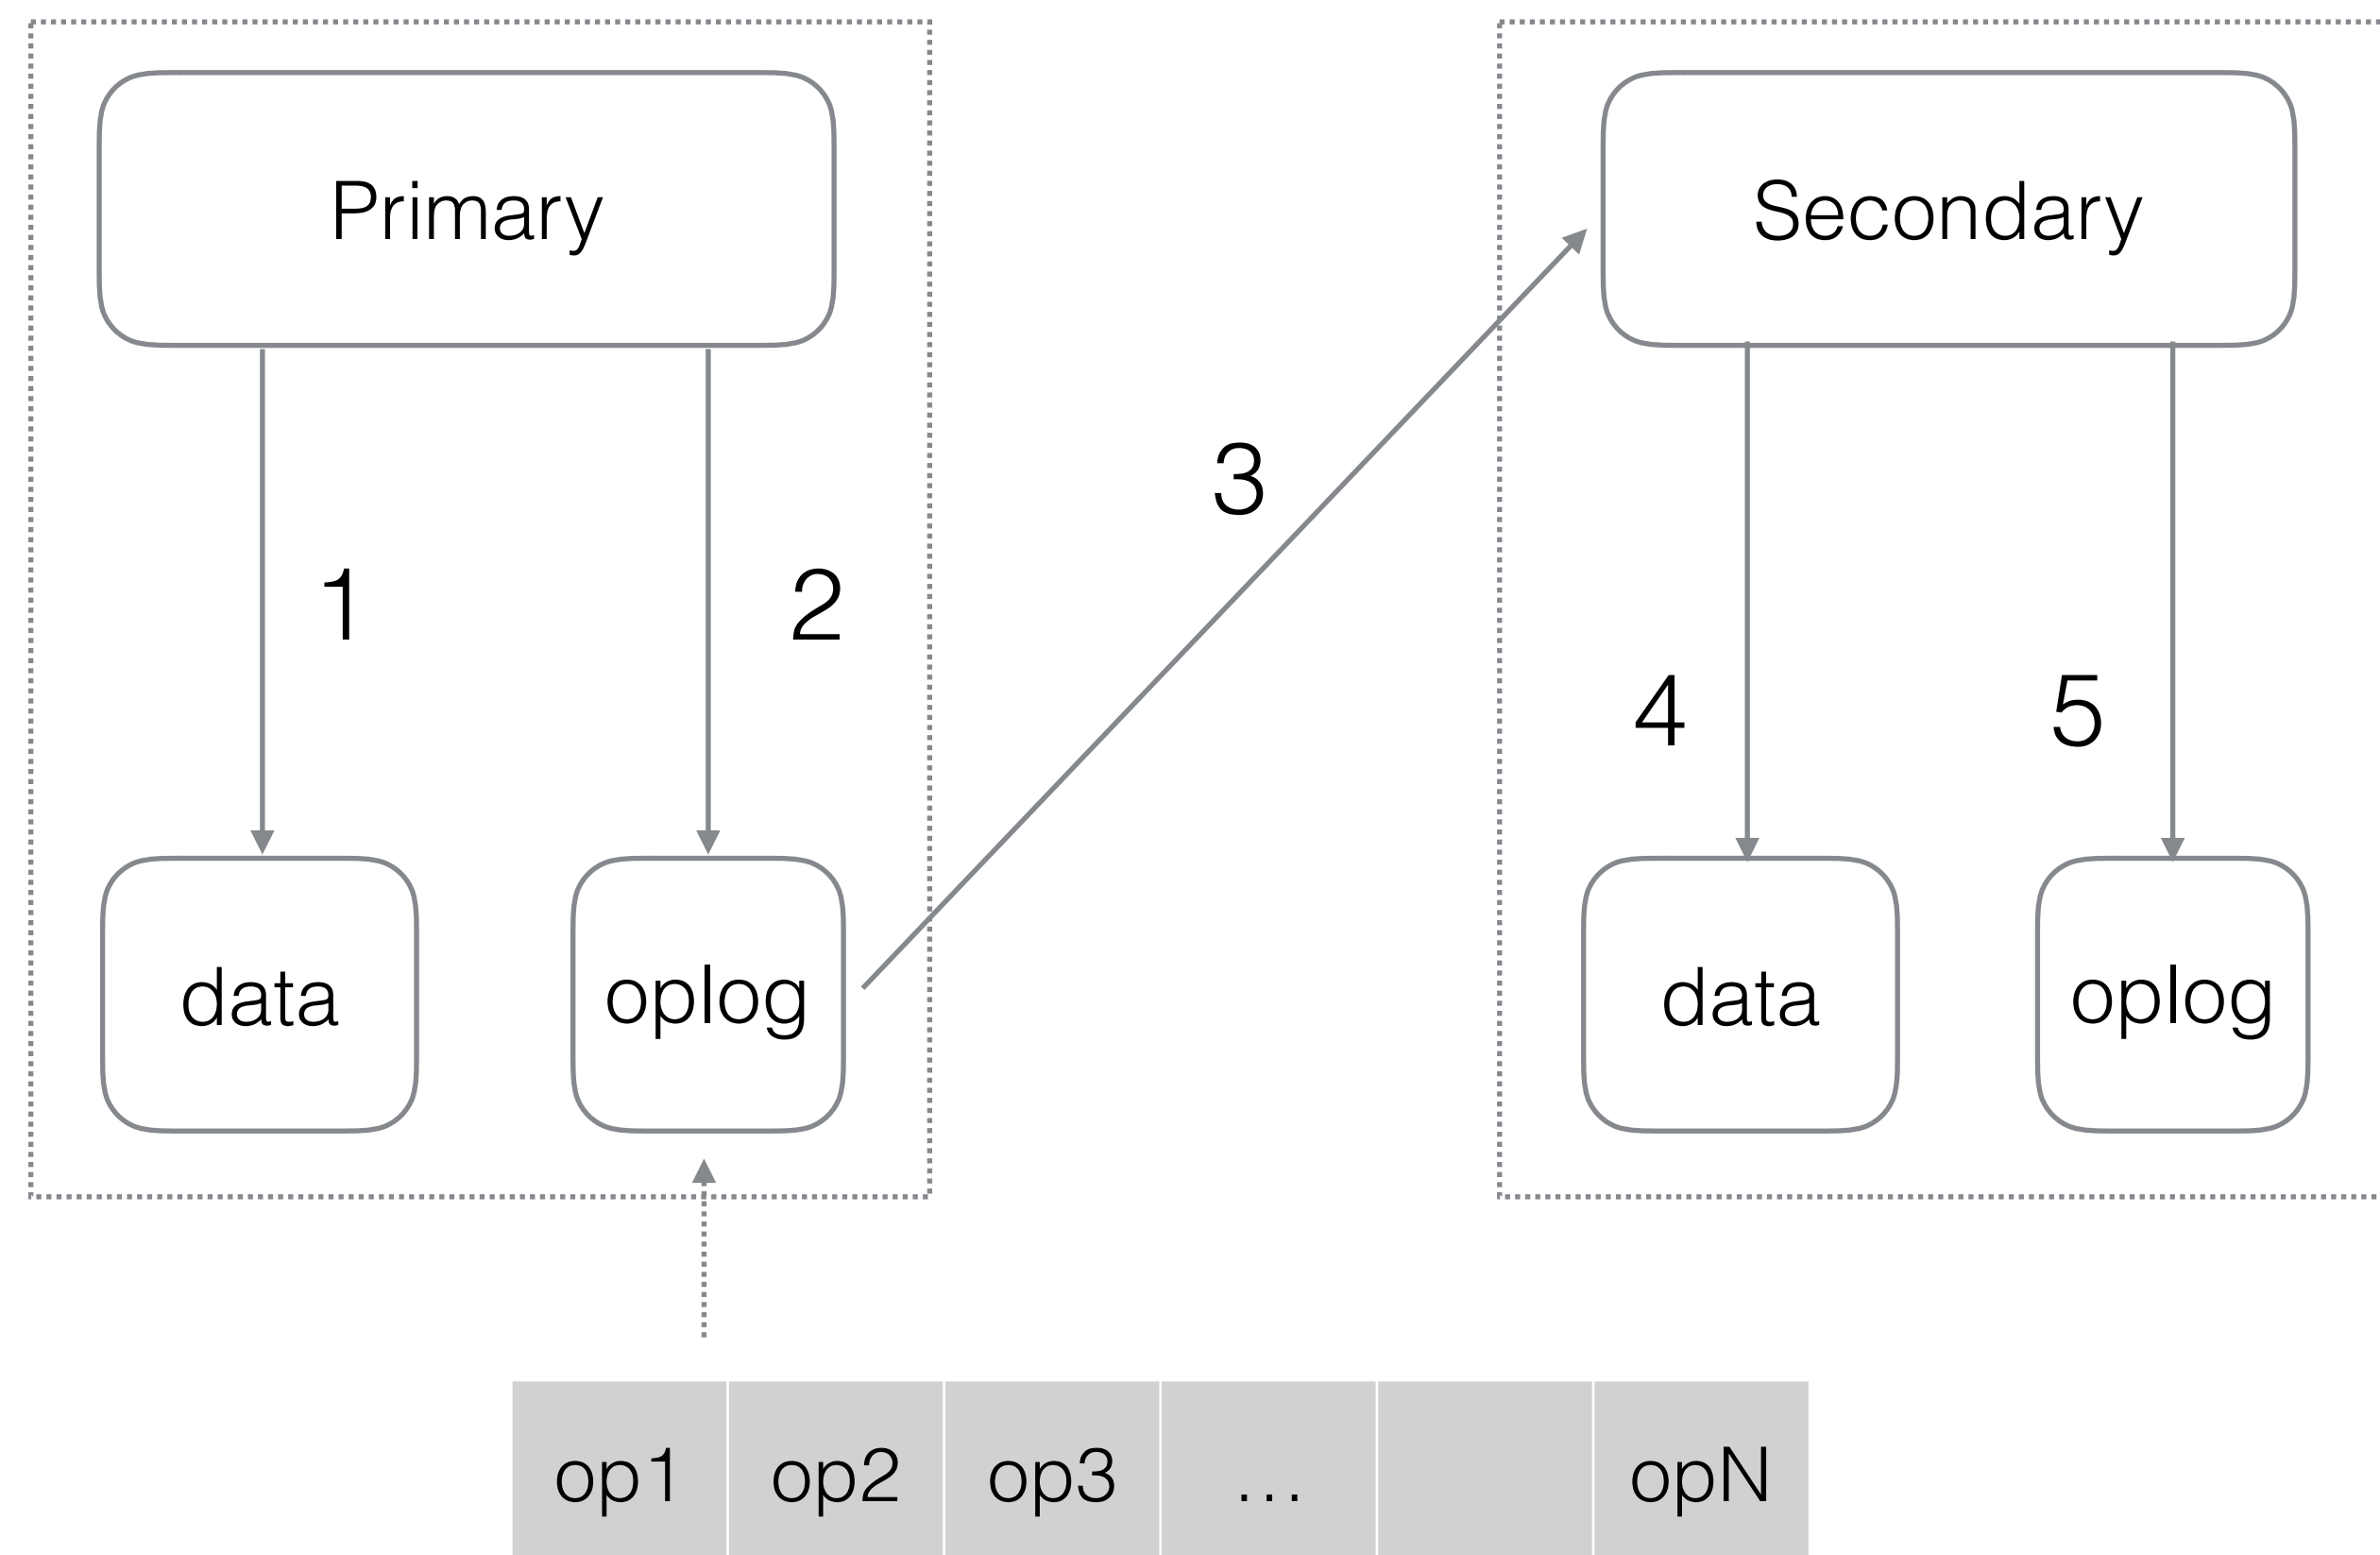 Primary
Secondary
3
1
2
4
5
data
oplog
data
oplog
op1 op2 op3 ... opN